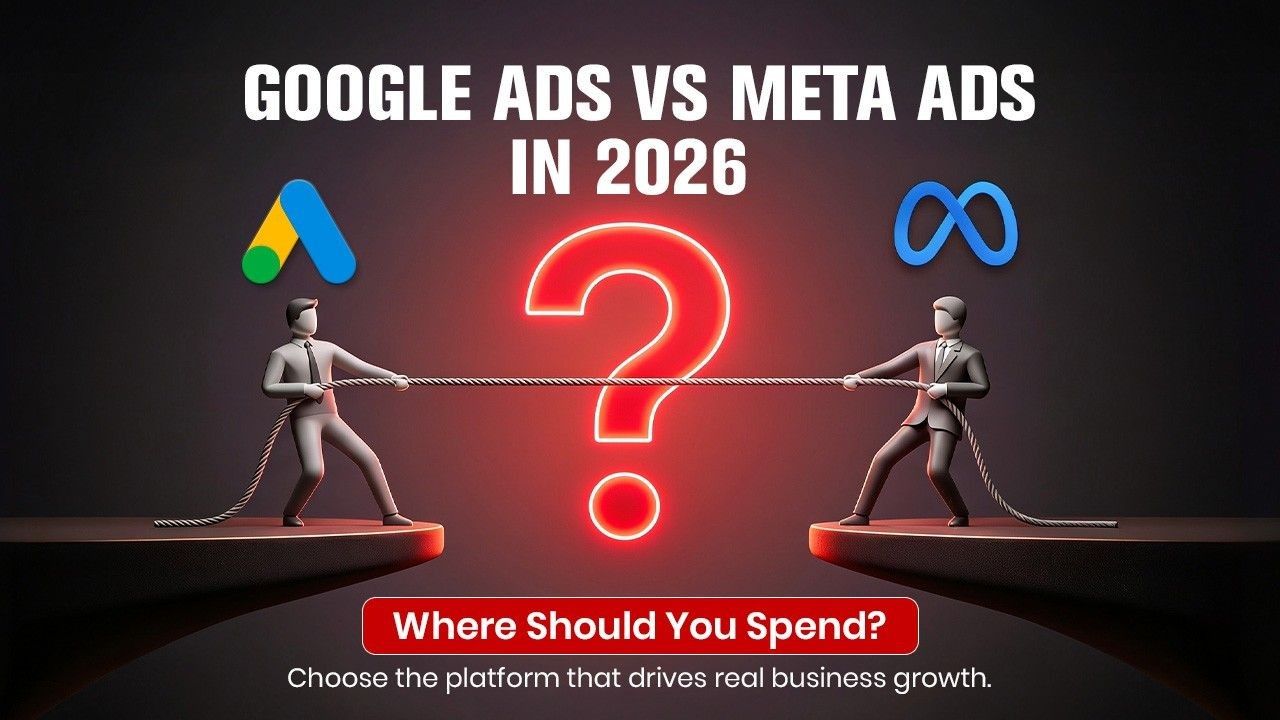 GOOGLE ADS VS META ADS
IN 2026
?
Where Should You Spend?
Choose the platform that drives real business growth.